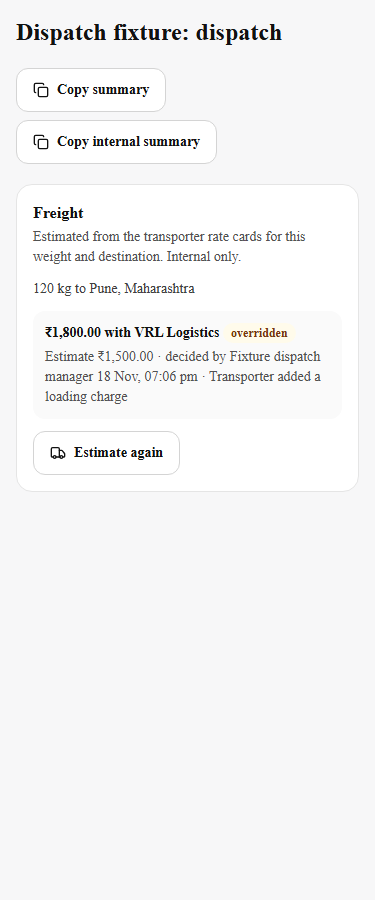 Dispatch fixture: dispatch
Copy summary
Copy internal summary
Freight
Estimated from the transporter rate cards for this
weight and destination. Internal only.
120 kg to Pune, Maharashtra
₹1,800.00 with VRL Logistics overridden
Estimate ₹1,500.00 · decided by Fixture dispatch
manager 18 Nov, 07:06 pm · Transporter added a
loading charge
Estimate again